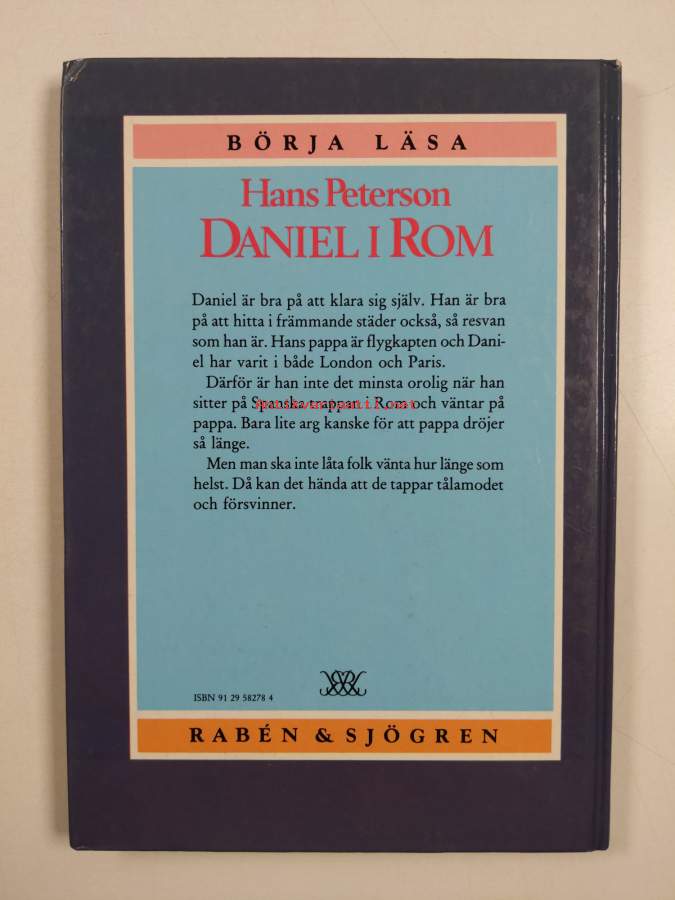 BÖRJA LÄSA
Hans Peterson
DANIEL I ROM
Daniel är bra på att klara sig själv. Han är bra
på att hitta i främmande städer också, så resvan
som han är. Hans pappa är flygkapten och Dani-
el har varit i både London och Paris.
Därför är han inte det minsta orolig när han
sitter på Spanska trappan i Rom och väntar på
pappa. Bara lite arg kanske för att pappa dröjer
så länge.
Men man ska inte låta folk vänta hur länge som
helst. Då kan det hända att de tappar tålamodet
och försvinner.
ISBN 91 29 58278 4
RABÉN & SJÖGREN